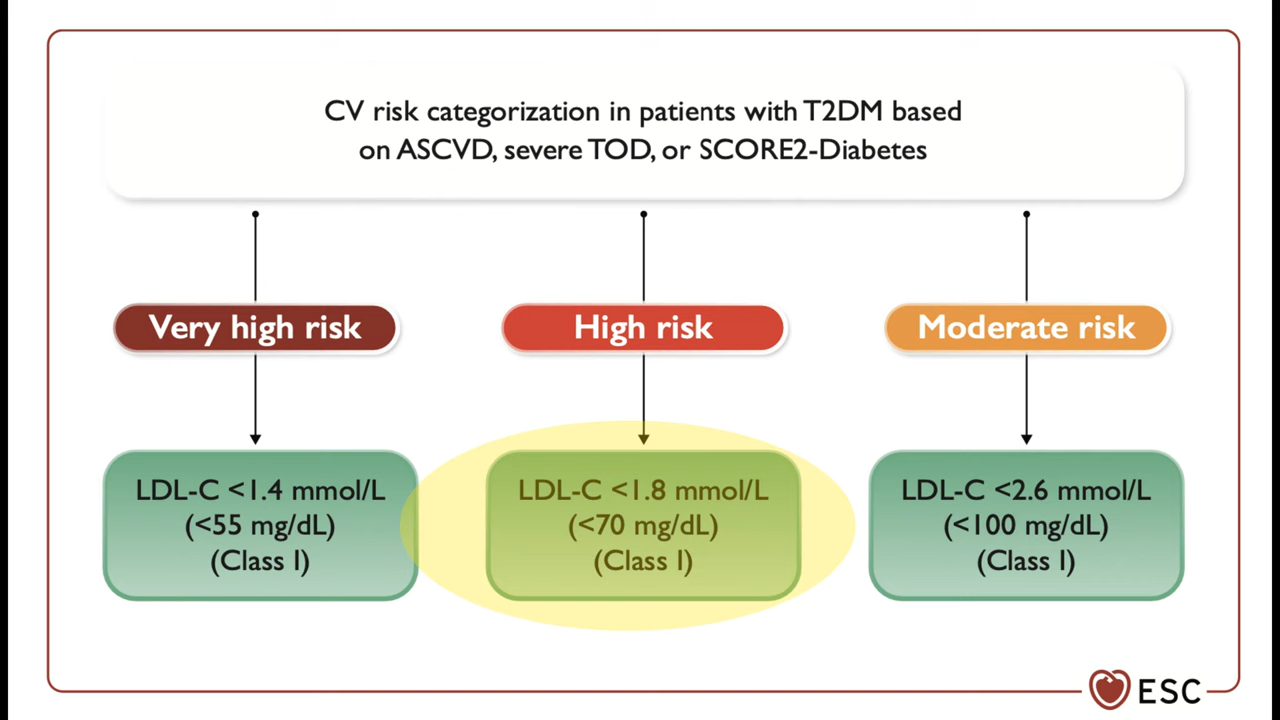 CV risk categorization in patients with T2DM based
on ASCVD, severe TOD, or SCORE2-Diabetes
Very high risk
High risk
Moderate risk
LDL-C <1.4 mmol/L
(<55 mg/dL)
(Class I)
LDL-C <1.8 mmol/L
(<70 mg/dL)
(Class I)
LDL-C <2.6 mmol/L
(<100 mg/dL)
(Class I)
ESC